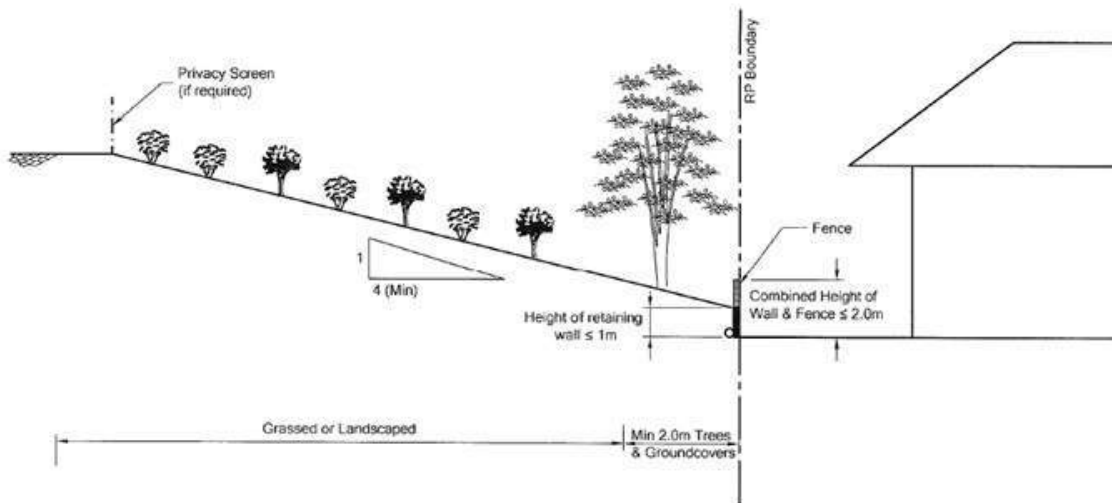 Privacy Screen
(if required)
RP Boundary
Fence
1
4 (Min)
Combined Height of
Wall & Fence ≤ 2.0m
Height of retaining
wall ≤ 1m
Grassed or Landscaped
Min 2.0m Trees
& Groundcovers